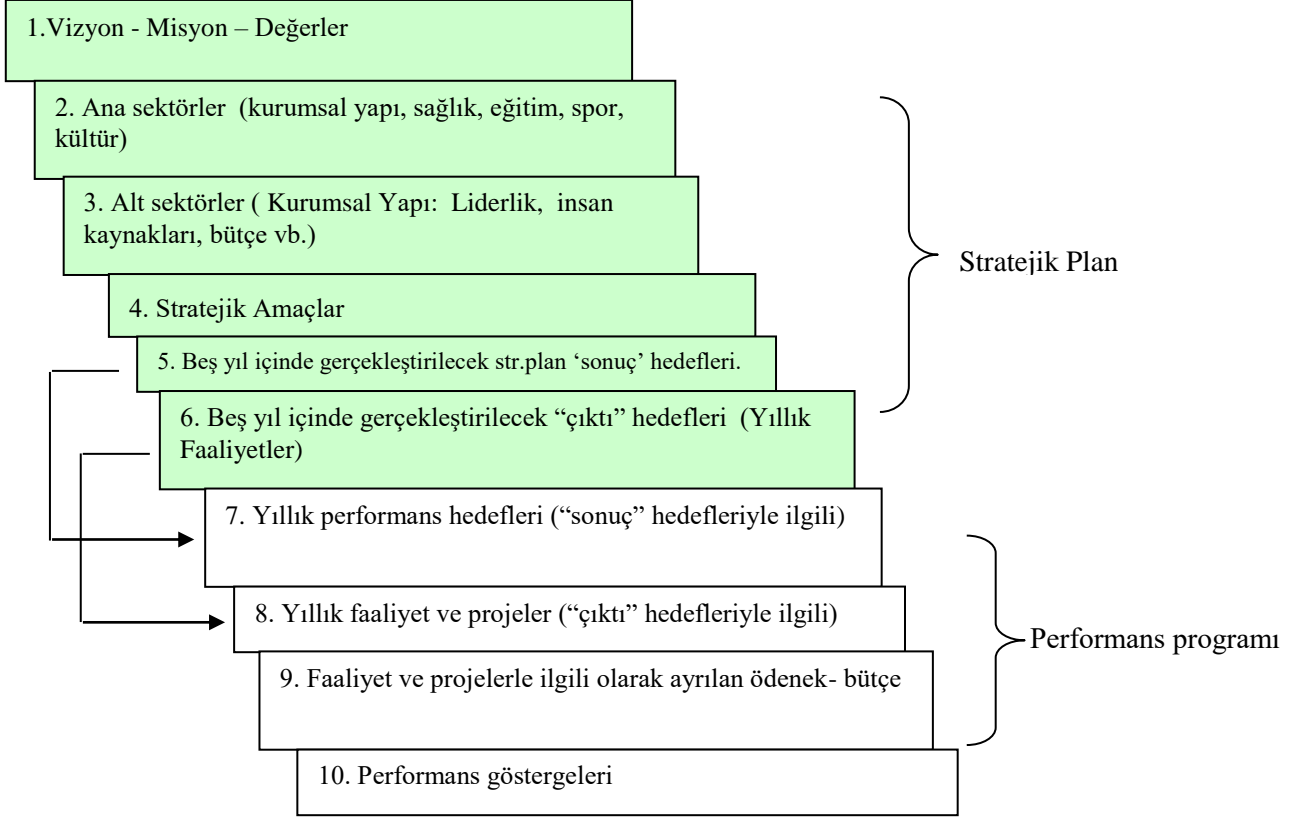 1.Vizyon - Misyon – Değerler
2. Ana sektörler (kurumsal yapı, sağlık, eğitim, spor,
kültür)
3. Alt sektörler ( Kurumsal Yapı: Liderlik, insan
kaynakları, bütçe vb.)
Stratejik Plan
4. Stratejik Amaçlar
5. Beş yıl içinde gerçekleştirilecek str.plan ‘sonuç’ hedefleri.
6. Beş yıl içinde gerçekleştirilecek “çıktı” hedefleri (Yıllık
Faaliyetler)
7. Yıllık performans hedefleri (“sonuç” hedefleriyle ilgili)
8. Yıllık faaliyet ve projeler (“çıktı” hedefleriyle ilgili)
Performans programı
9. Faaliyet ve projelerle ilgili olarak ayrılan ödenek- bütçe
10. Performans göstergeleri